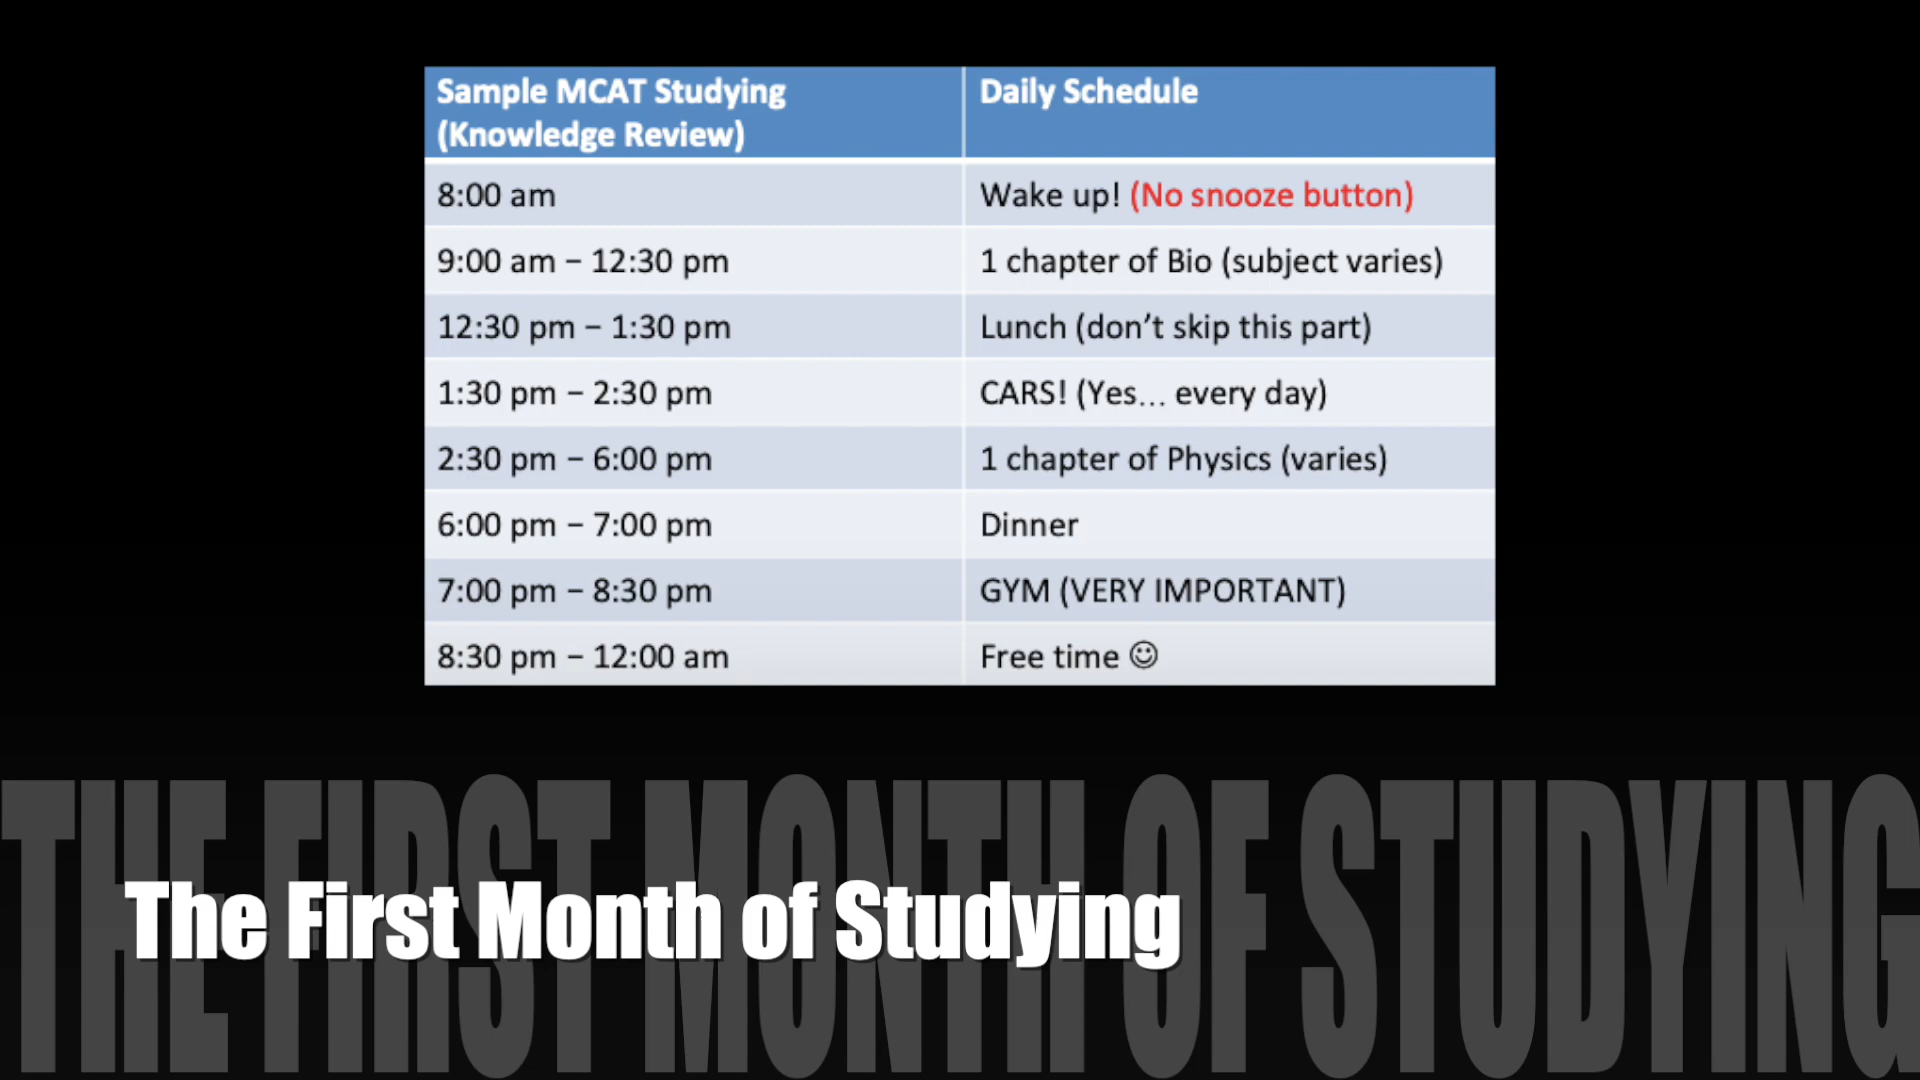 Sample MCAT Studying
(Knowledge Review)
Daily Schedule
8:00 am
Wake up! (No snooze button)
9:00 am – 12:30 pm
1 chapter of Bio (subject varies)
12:30 pm – 1:30 pm
Lunch (don’t skip this part)
1:30 pm – 2:30 pm
CARS! (Yes... every day)
2:30 pm – 6:00 pm
1 chapter of Physics (varies)
6:00 pm – 7:00 pm
Dinner
7:00 pm – 8:30 pm
GYM (VERY IMPORTANT)
8:30 pm – 12:00 am
Free time ☺
THE FIRST MONTH OF STUDYING
The First Month of Studying